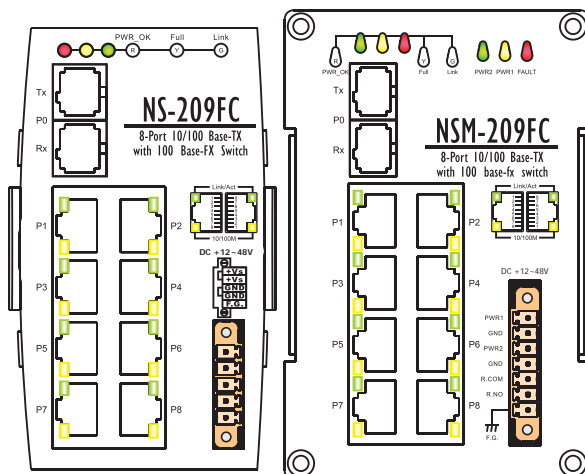 PWR_OK Full Link
R Y G
Tx
P0
Rx
NS-209FC
8-Port 10/100 Base-TX
with 100 Base-FX Switch
Link/Act
10/100M
P1 P2
P3 P4
P5 P6
P7 P8
DC +12~48V
+Vs
+Vs
GND
GND
F.G.
R Y G
PWR_OK Full Link
PWR2 PWR1 FAULT
Tx
P0
Rx
NSM-209FC
8-Port 10/100 Base-TX
with 100 base-fx switch
Link/Act
10/100M
P1 P2
P3 P4
P5 P6
P7 P8
DC +12~48V
PWR1
GND
PWR2
GND
R.COM
R.NO
F.G.